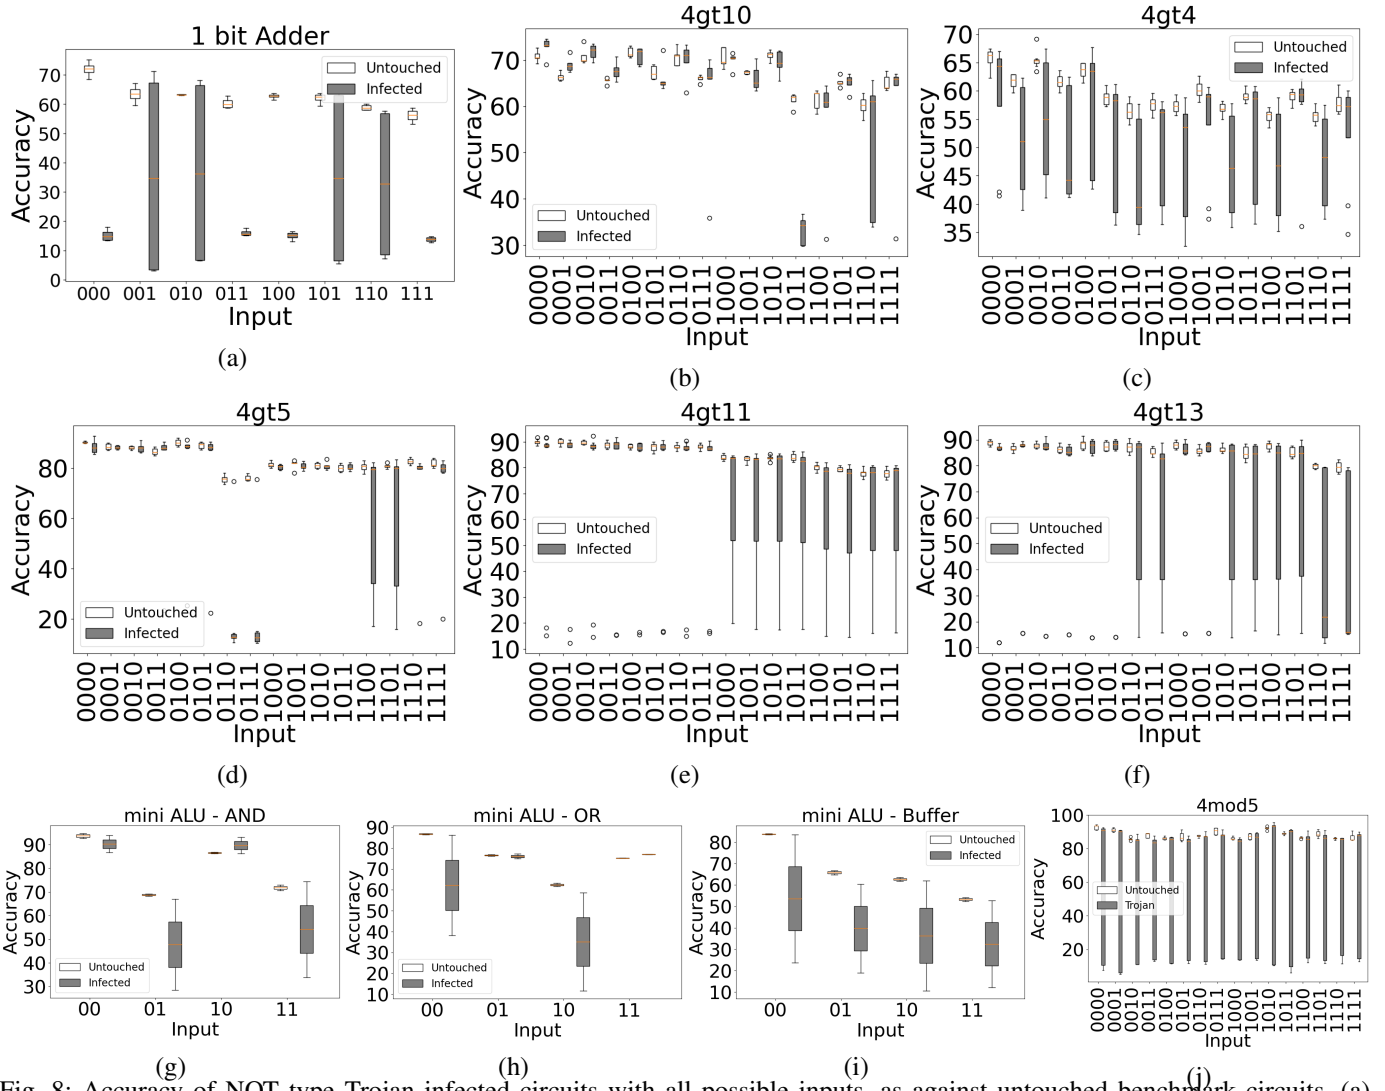 1 bit Adder
Accuracy
70
60
50
40
30
20
10
0
Untouched
Infected
000 001 010 011 100 101 110 111
Input
(a)
4gt10
Accuracy
70
60
50
40
30
Untouched
Infected
0000 0001 0010 0011 0100 0101 0110 0111 1000 1001 1010 1011 1100 1101 1110 1111
Input
(b)
4gt4
Accuracy
70
65
60
55
50
45
40
35
Untouched
Infected
0000 0001 0010 0011 0100 0101 0110 0111 1000 1001 1010 1011 1100 1101 1110 1111
Input
(c)
4gt5
Accuracy
80
60
40
20
Untouched
Infected
0000 0001 0010 0011 0100 0101 0110 0111 1000 1001 1010 1011 1100 1101 1110 1111
Input
(d)
4gt11
Accuracy
90
80
70
60
50
40
30
20
10
Untouched
Infected
0000 0001 0010 0011 0100 0101 0110 0111 1000 1001 1010 1011 1100 1101 1110 1111
Input
(e)
4gt13
Accuracy
90
80
70
60
50
40
30
20
10
Untouched
Infected
0000 0001 0010 0011 0100 0101 0110 0111 1000 1001 1010 1011 1100 1101 1110 1111
Input
(f)
mini ALU - AND
Accuracy
90
80
70
60
50
40
30
Untouched
Infected
00 01 10 11
Input
(g)
mini ALU - OR
Accuracy
90
80
70
60
50
40
30
20
10
Untouched
Infected
00 01 10 11
Input
(h)
mini ALU - Buffer
Accuracy
80
70
60
50
40
30
20
10
Untouched
Infected
00 01 10 11
Input
(i)
4mod5
Accuracy
100
80
60
40
20
Untouched
Trojan
0000 0001 0010 0011 0100 0101 0110 0111 1000 1001 1010 1011 1100 1101 1110 1111
Input
(j)
Fig. 8: Accuracy of NOT type Trojan infected circuits with all possible inputs, as against untouched benchmark circuits. (a)